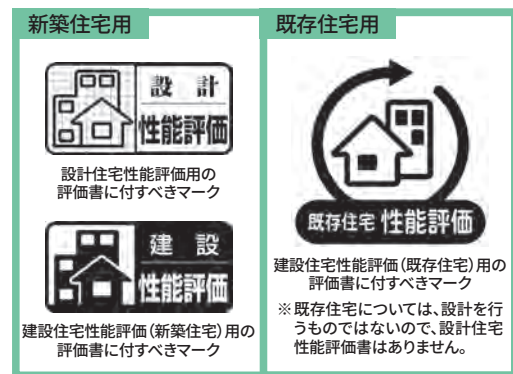 新築住宅用
設計
性能評価
設計住宅性能評価用の
評価書に付すべきマーク
建設
性能評価
建設住宅性能評価(新築住宅)用の
評価書に付すべきマーク
既存住宅用
既存住宅 性能評価
建設住宅性能評価(既存住宅)用の
評価書に付すべきマーク
※既存住宅については、設計を行
うものではないので、設計住宅
性能評価書はありません。